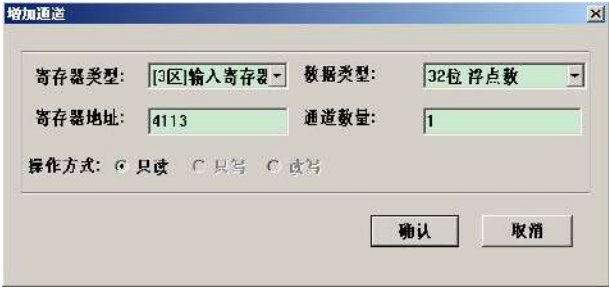 增加通道
寄存器类型: [3区]输入寄存器 数据类型: 32位 浮点数
寄存器地址: 4113 通道数量: 1
操作方式: 只读 只写 读写
确认 取消